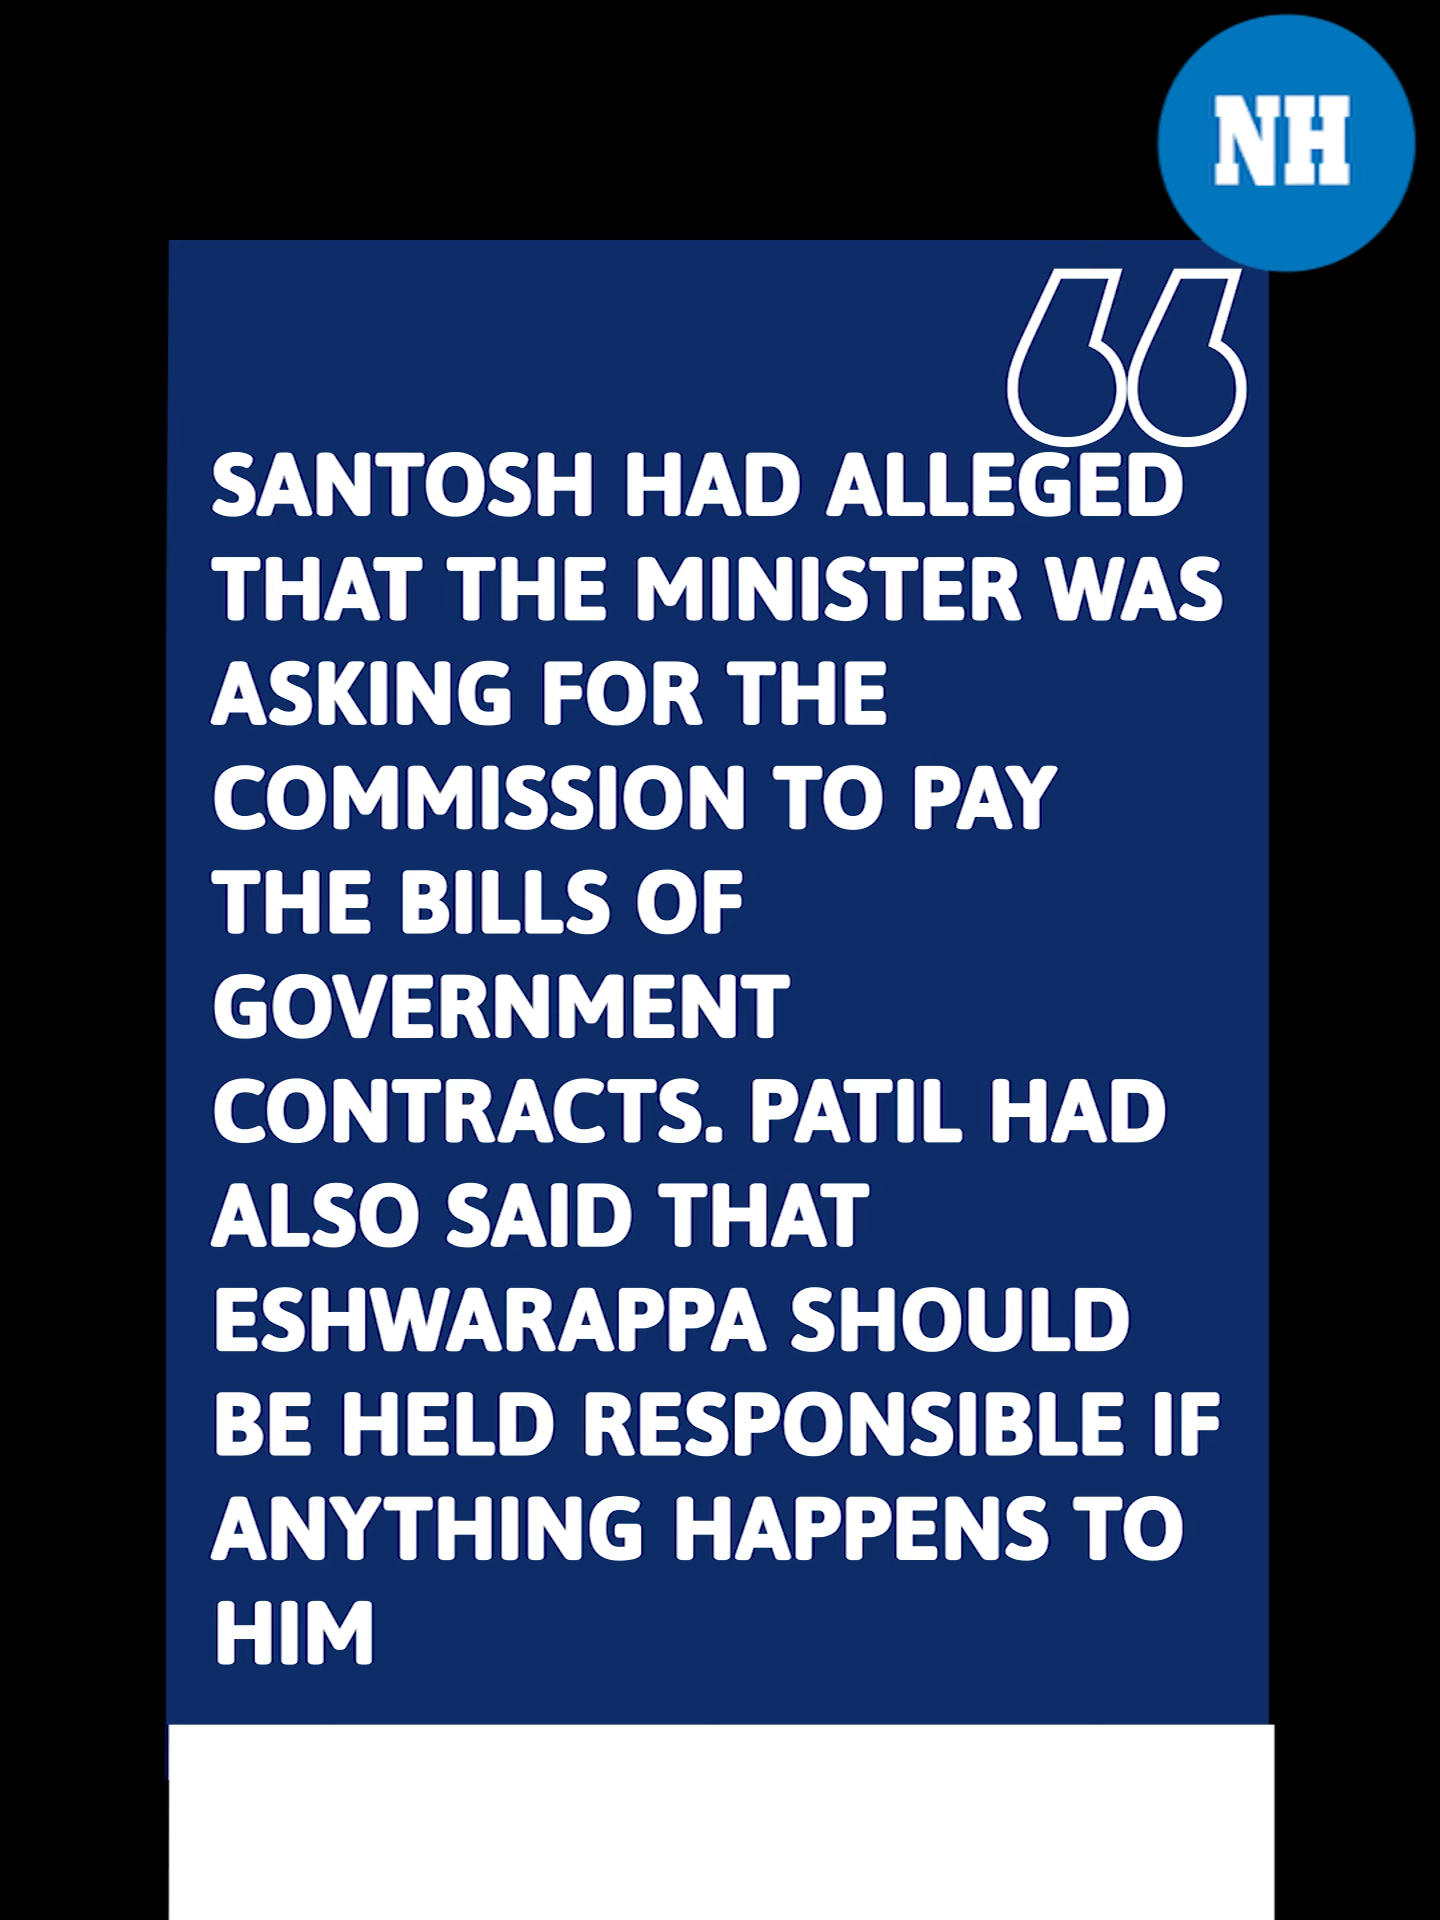 NH
SANTOSH HAD ALLEGED
THAT THE MINISTER WAS
ASKING FOR THE
COMMISSION TO PAY
THE BILLS OF
GOVERNMENT
CONTRACTS. PATIL HAD
ALSO SAID THAT
ESHWARAPPA SHOULD
BE HELD RESPONSIBLE IF
ANYTHING HAPPENS TO
HIM